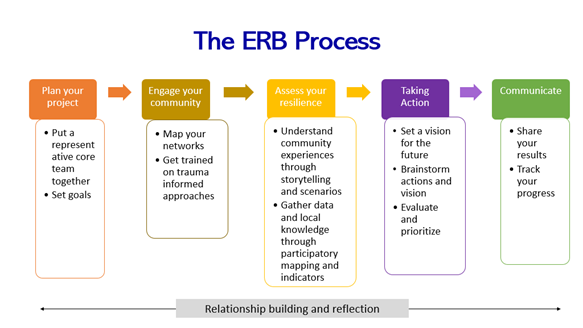 The ERB Process
Plan your
project
• Put a
represent
ative core
team
together
• Set goals
Engage your
community
• Map your
networks
• Get trained
on trauma
informed
approaches
Assess your
resilience
• Understand
community
experiences
through
storytelling
and scenarios
• Gather data
and local
knowledge
through
participatory
mapping and
indicators
Taking
Action
• Set a vision
for the
future
• Brainstorm
actions and
vision
• Evaluate
and
prioritize
Communicate
• Share
your
results
• Track
your
progress
Relationship building and reflection